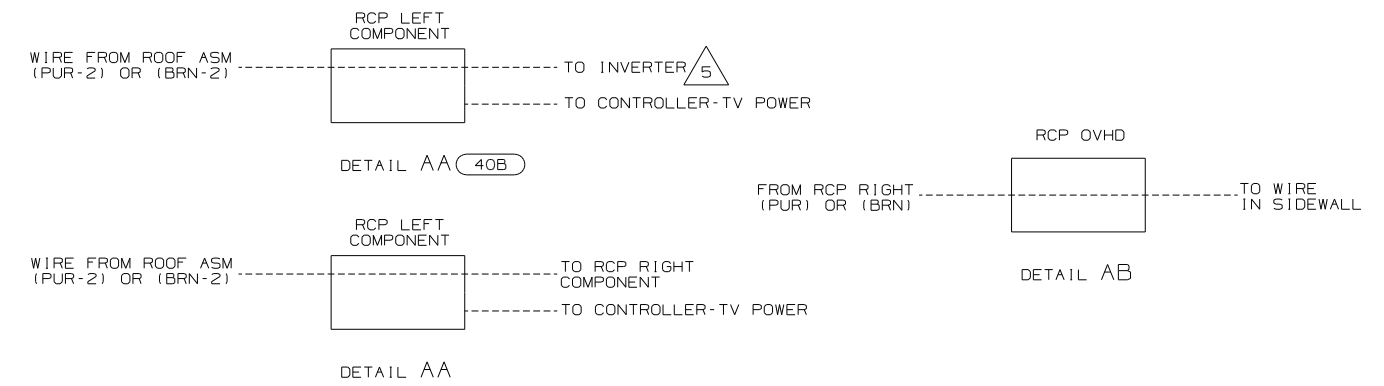 RCP LEFT
COMPONENT
WIRE FROM ROOF ASM
(PUR-2) OR (BRN-2)
TO INVERTER
5
TO CONTROLLER-TV POWER
DETAIL AA
40B
RCP LEFT
COMPONENT
WIRE FROM ROOF ASM
(PUR-2) OR (BRN-2)
TO RCP RIGHT
COMPONENT
TO CONTROLLER-TV POWER
DETAIL AA
RCP OVHD
FROM RCP RIGHT
(PUR) OR (BRN)
TO WIRE
IN SIDEWALL
DETAIL AB